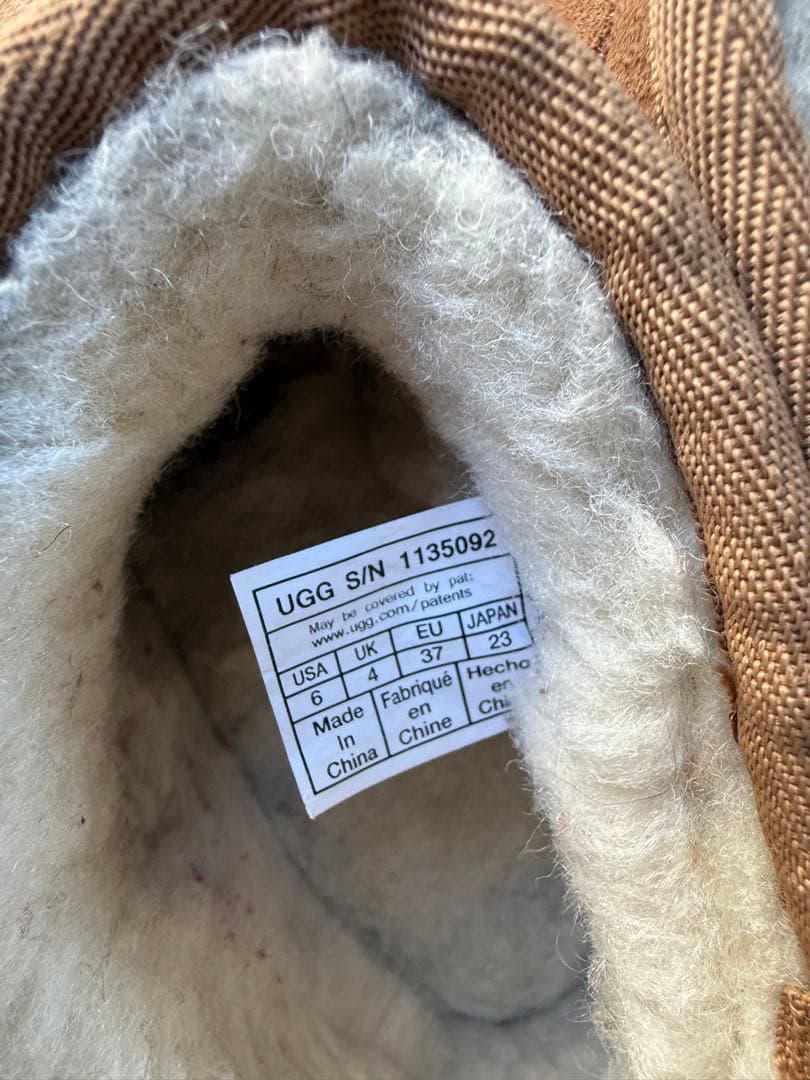 UGG S/N 1135092
May be covered by pat:
www.ugg.com/patents
USA UK EU JAPAN
6 4 37 23
Made Fabriqué Hecho
In en en
China Chine